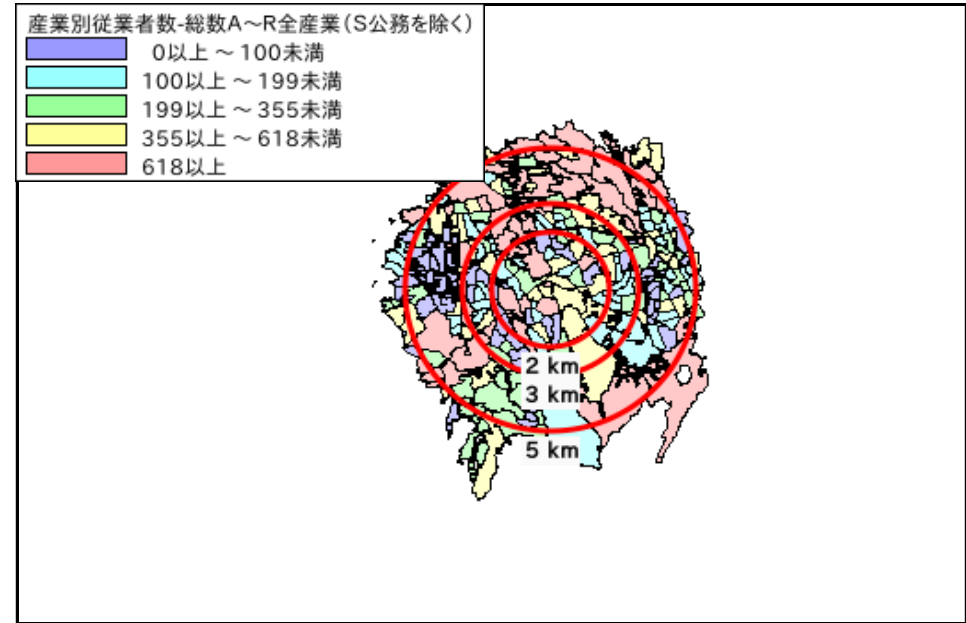 産業別従業者数-総数A～R全産業（S公務を除く）
0以上 ～ 100未満
100以上 ～ 199未満
199以上 ～ 355未満
355以上 ～ 618未満
618以上
2 km
3 km
5 km